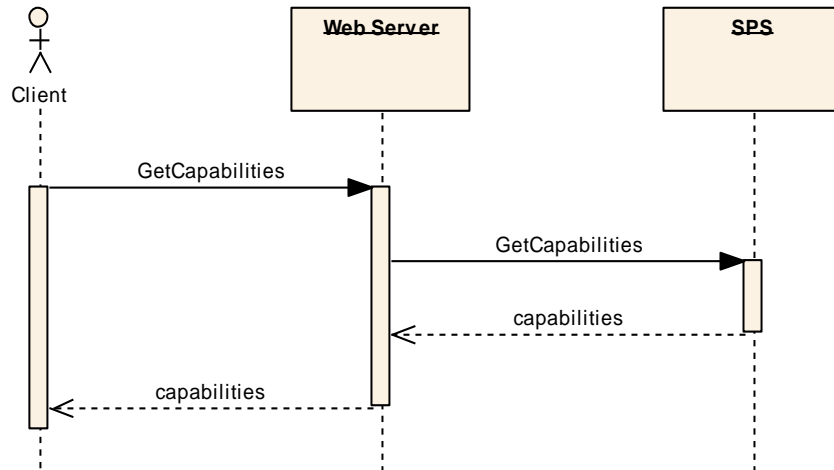 Web Server
SPS
Client
GetCapabilities
GetCapabilities
capabilities
capabilities